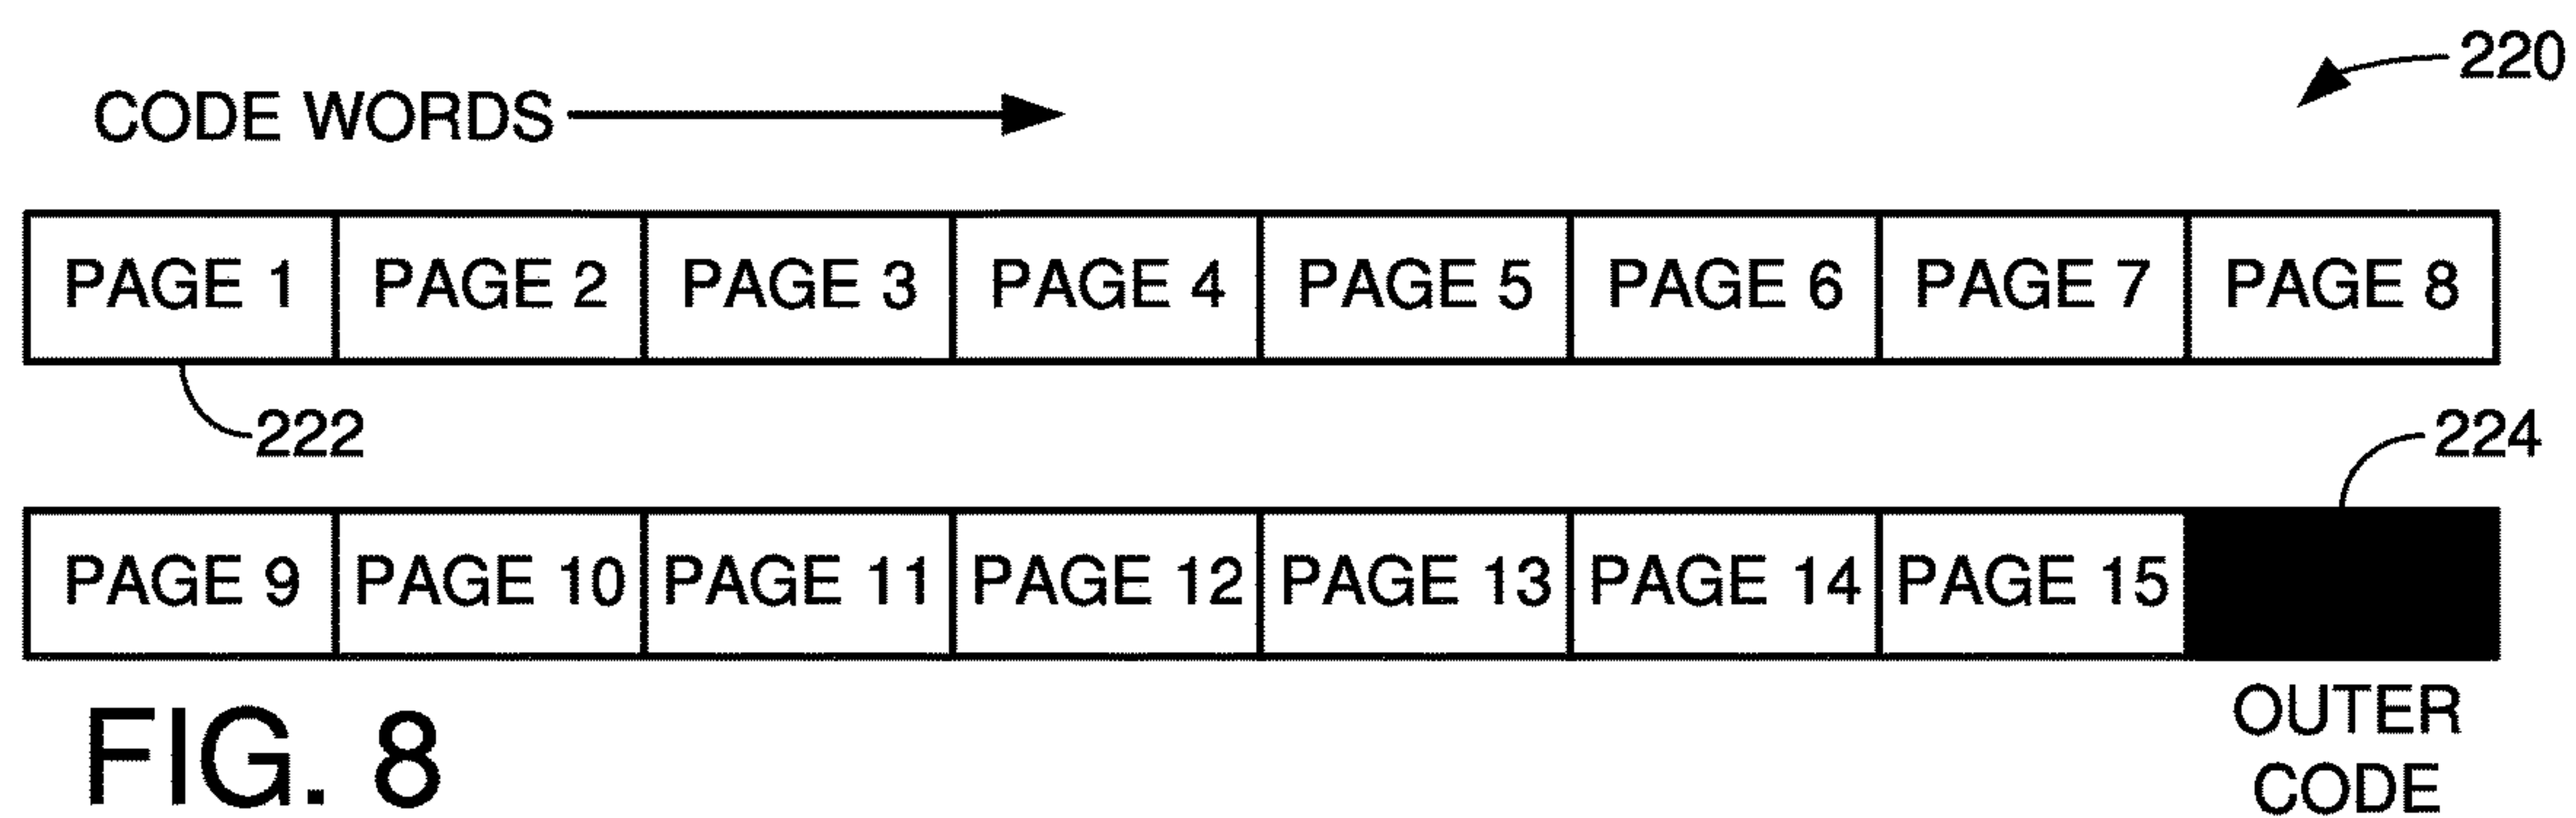 220
CODE WORDS
PAGE 1 PAGE 2 PAGE 3 PAGE 4 PAGE 5 PAGE 6 PAGE 7 PAGE 8
222
224
PAGE 9 PAGE 10 PAGE 11 PAGE 12 PAGE 13 PAGE 14 PAGE 15
OUTER
CODE
FIG. 8